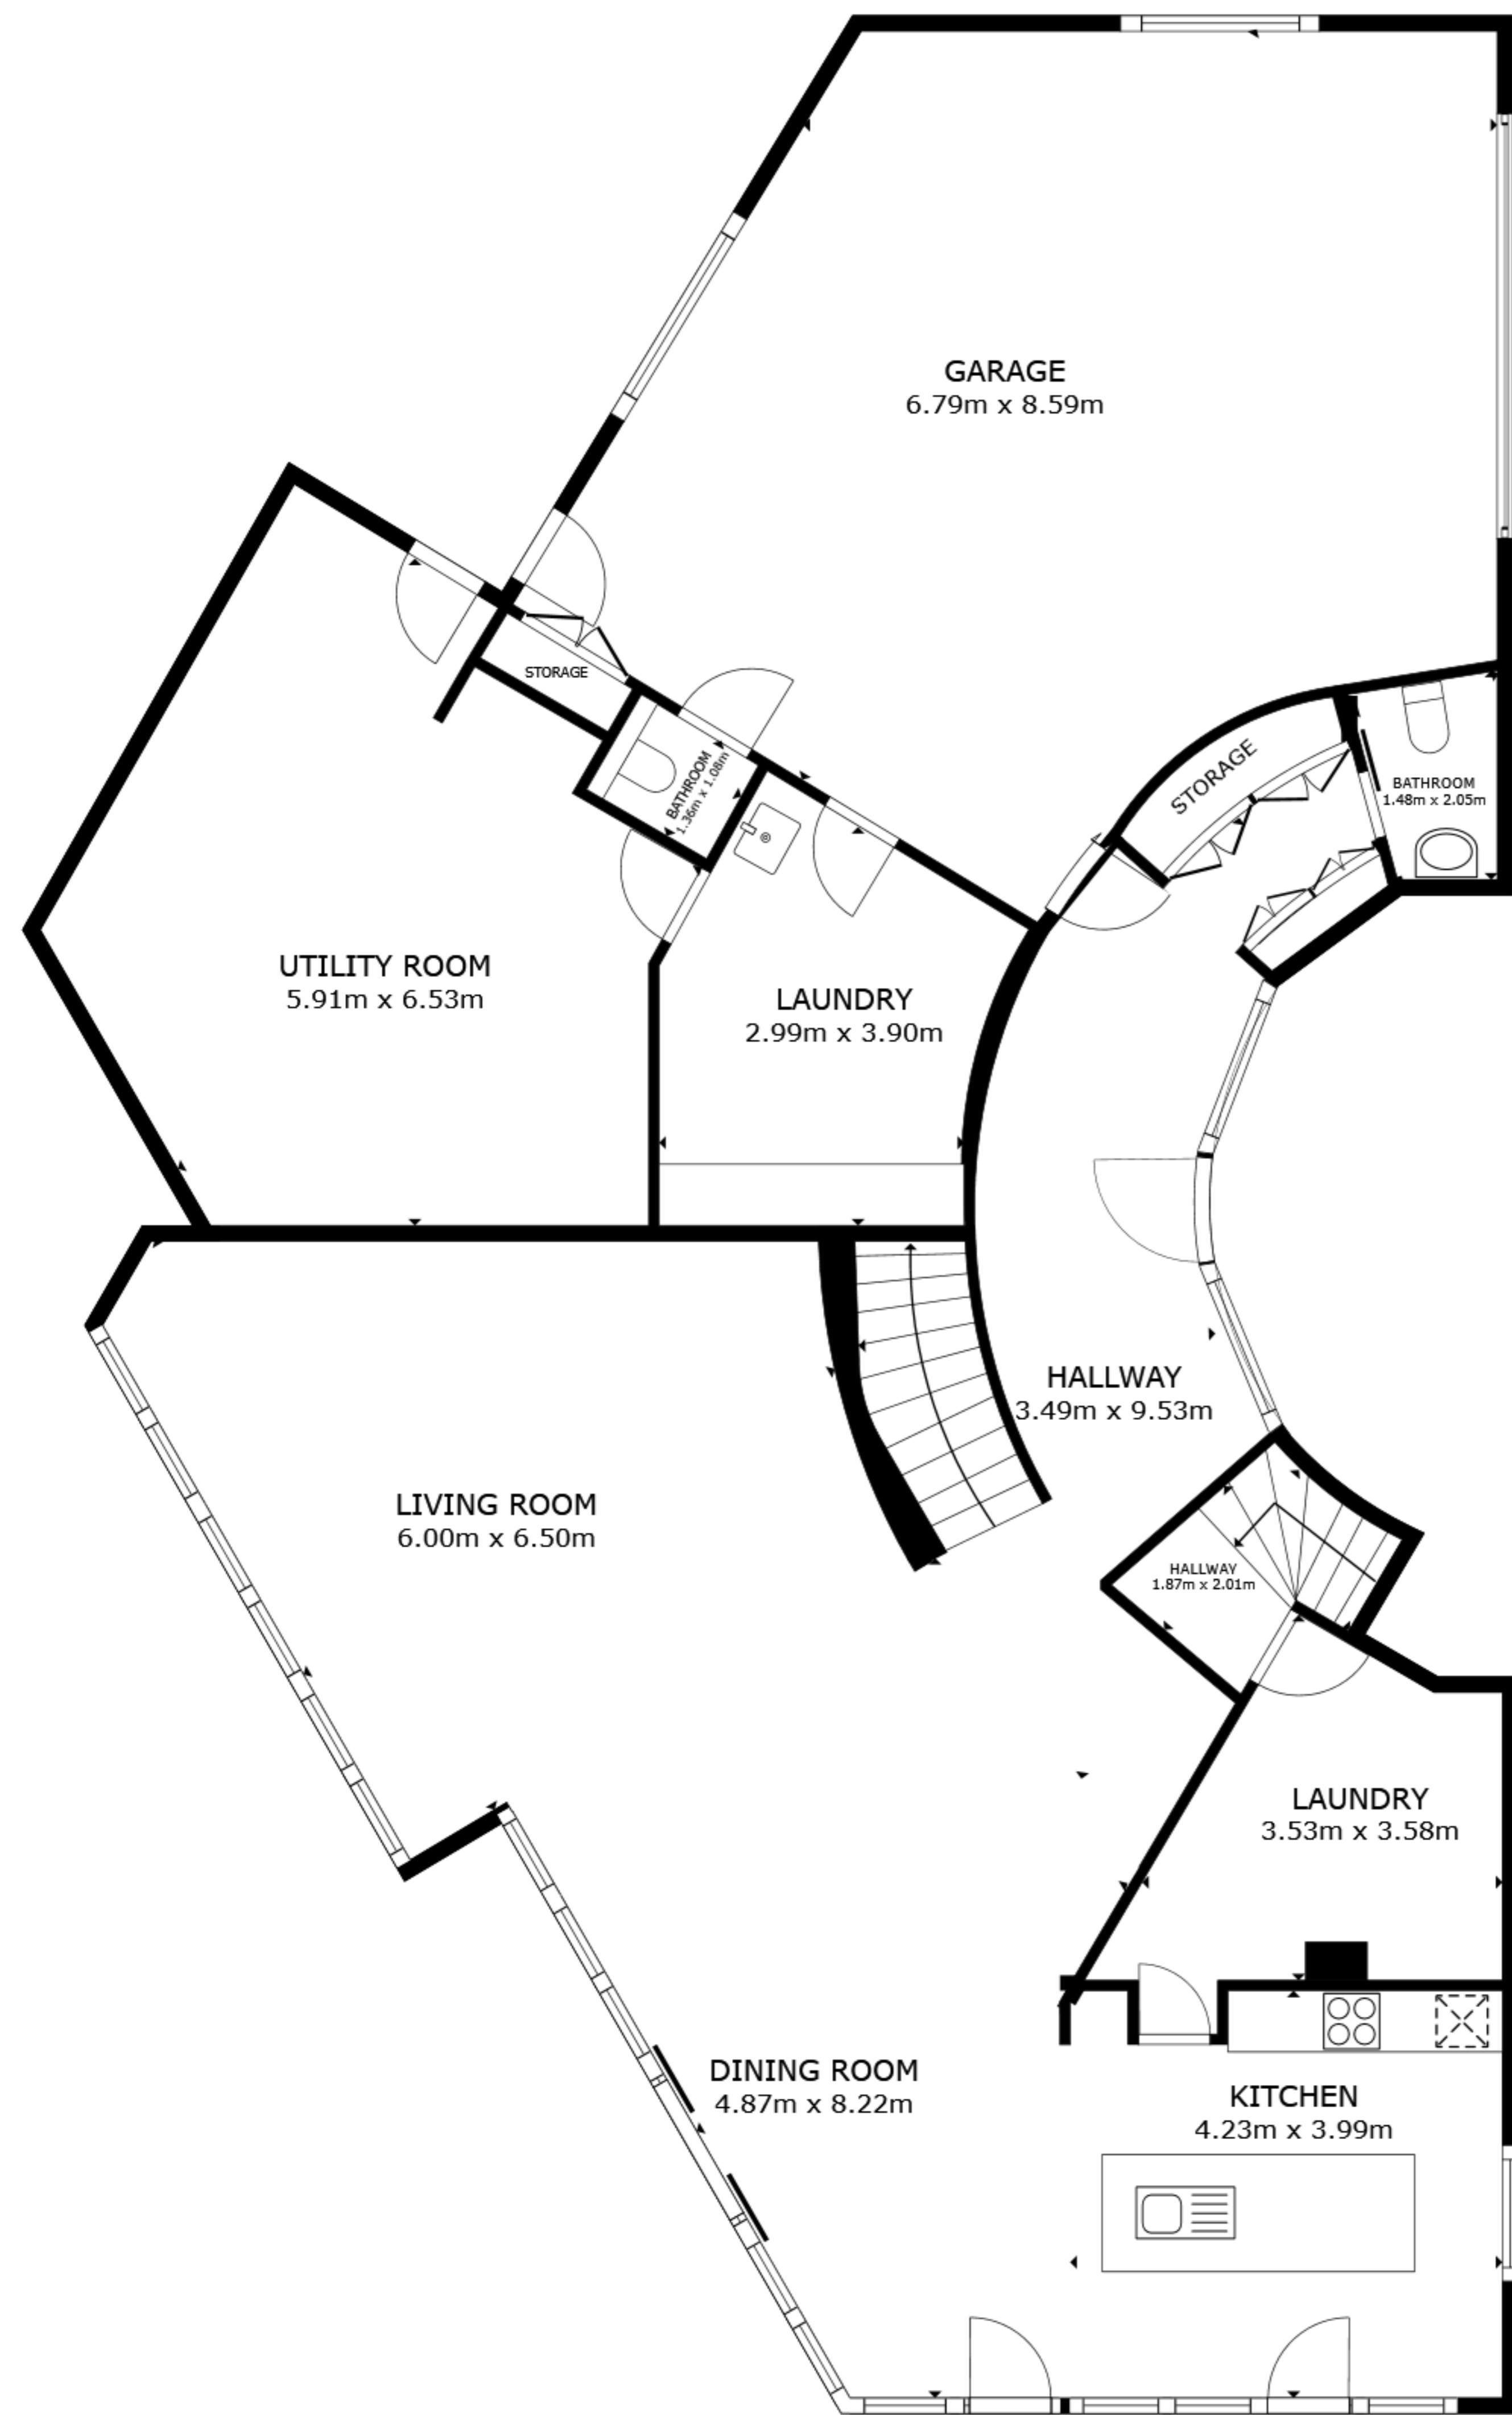 GARAGE
6.79m x 8.59m
STORAGE
BATHROOM
1.36m x 1.08m
STORAGE
BATHROOM
1.48m x 2.05m
UTILITY ROOM
5.91m x 6.53m
LAUNDRY
2.99m x 3.90m
HALLWAY
3.49m x 9.53m
LIVING ROOM
6.00m x 6.50m
HALLWAY
1.87m x 2.01m
LAUNDRY
3.53m x 3.58m
DINING ROOM
4.87m x 8.22m
KITCHEN
4.23m x 3.99m